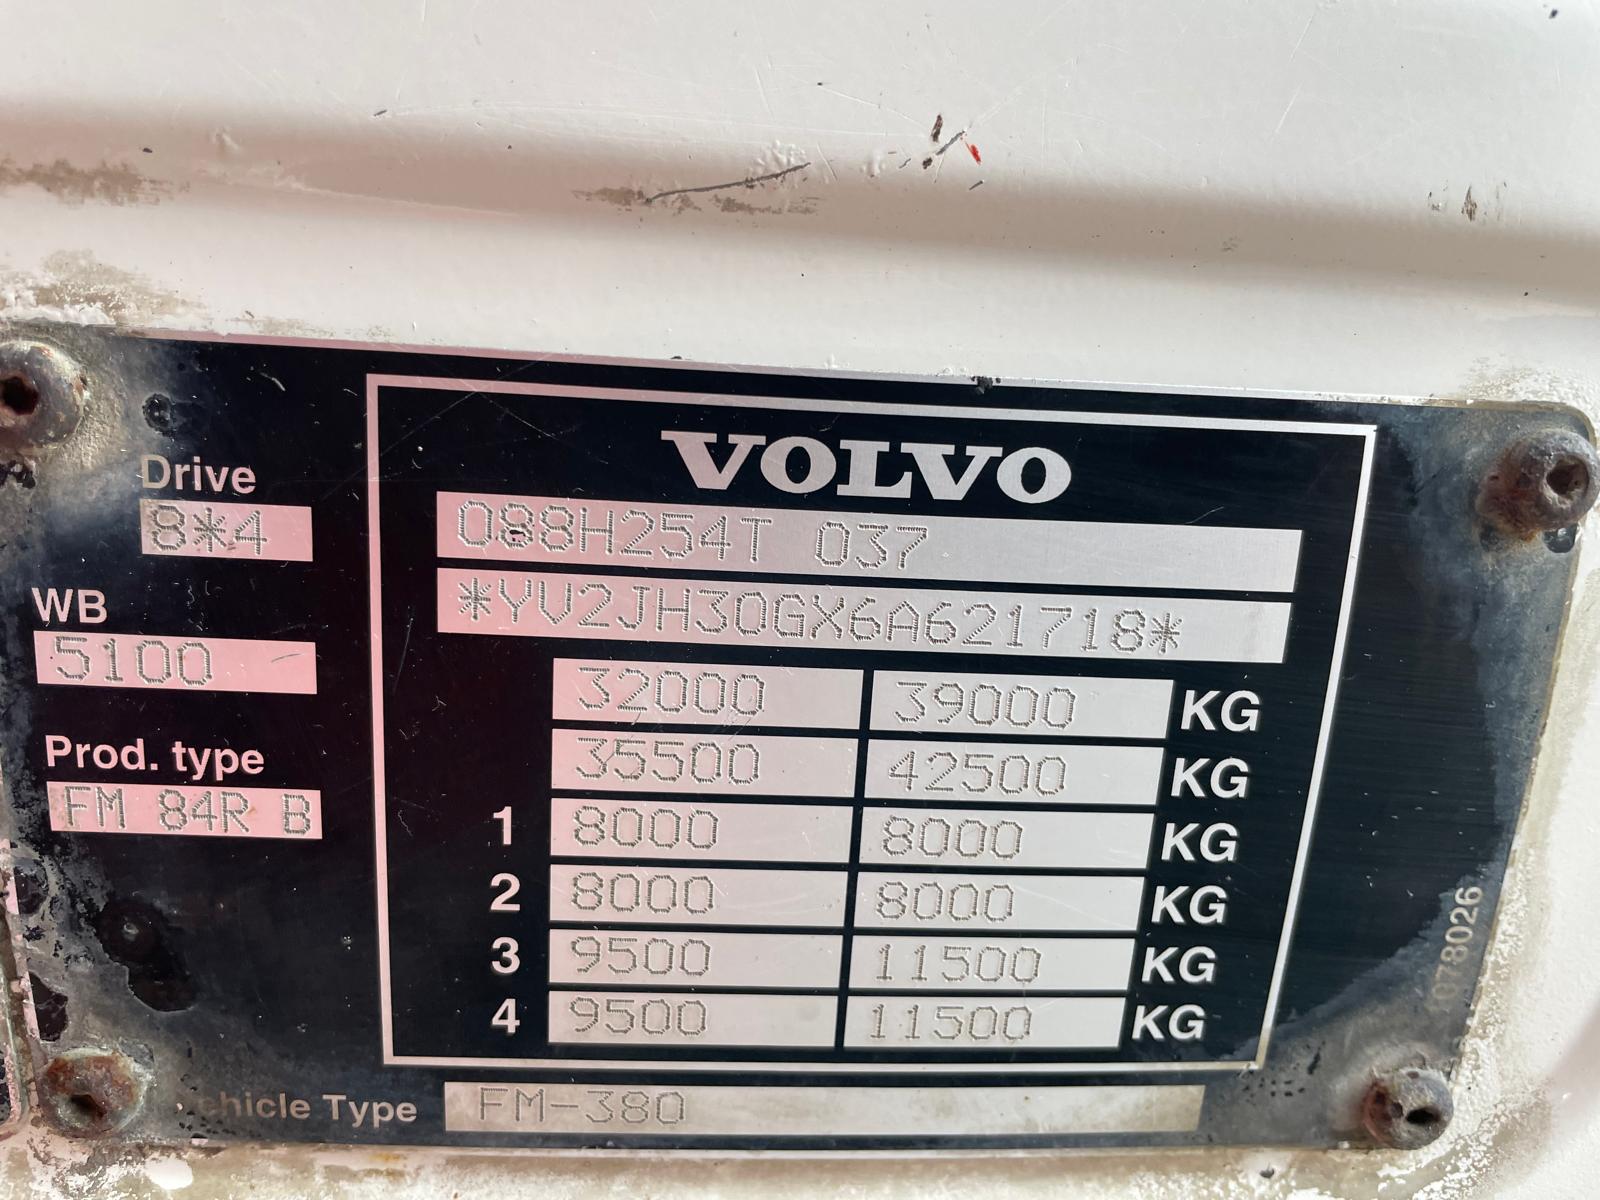 VOLVO
Drive
8*4
088H254T 037
*YV2JH30GX6A621718*
WB
5100
32000 39000 KG
35500 42500 KG
Prod. type
FM 84R B
1 8000 8000 KG
2 8000 8000 KG
3 9500 11500 KG
4 9500 11500 KG
Vehicle Type FM-380
078026